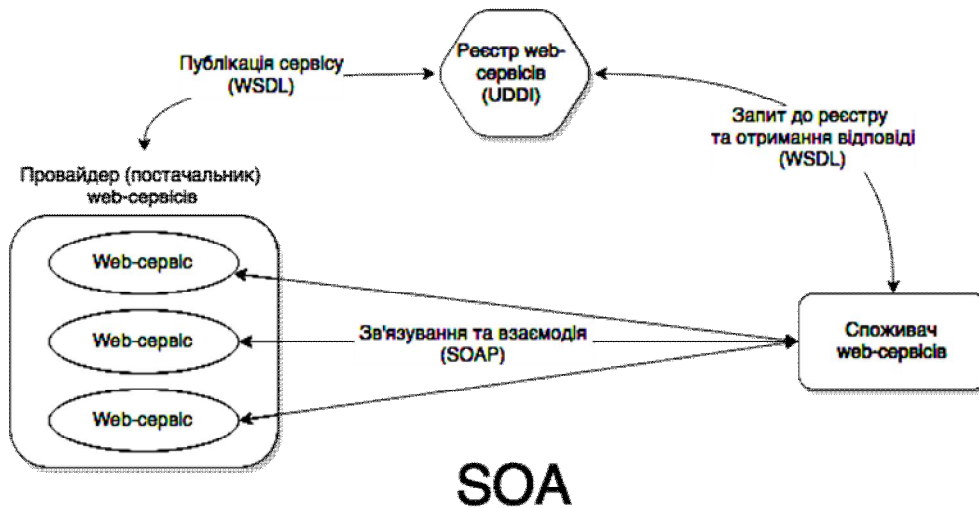 Реєстр web-
сервісів
(UDDI)
Публікація сервісу
(WSDL)
Запит до реєстру
та отримання відповіді
(WSDL)
Провайдер (постачальник)
web-сервісів
Web-сервіс
Web-сервіс
Web-сервіс
Зв'язування та взаємодія
(SOAP)
Споживач
web-сервісів
SOA